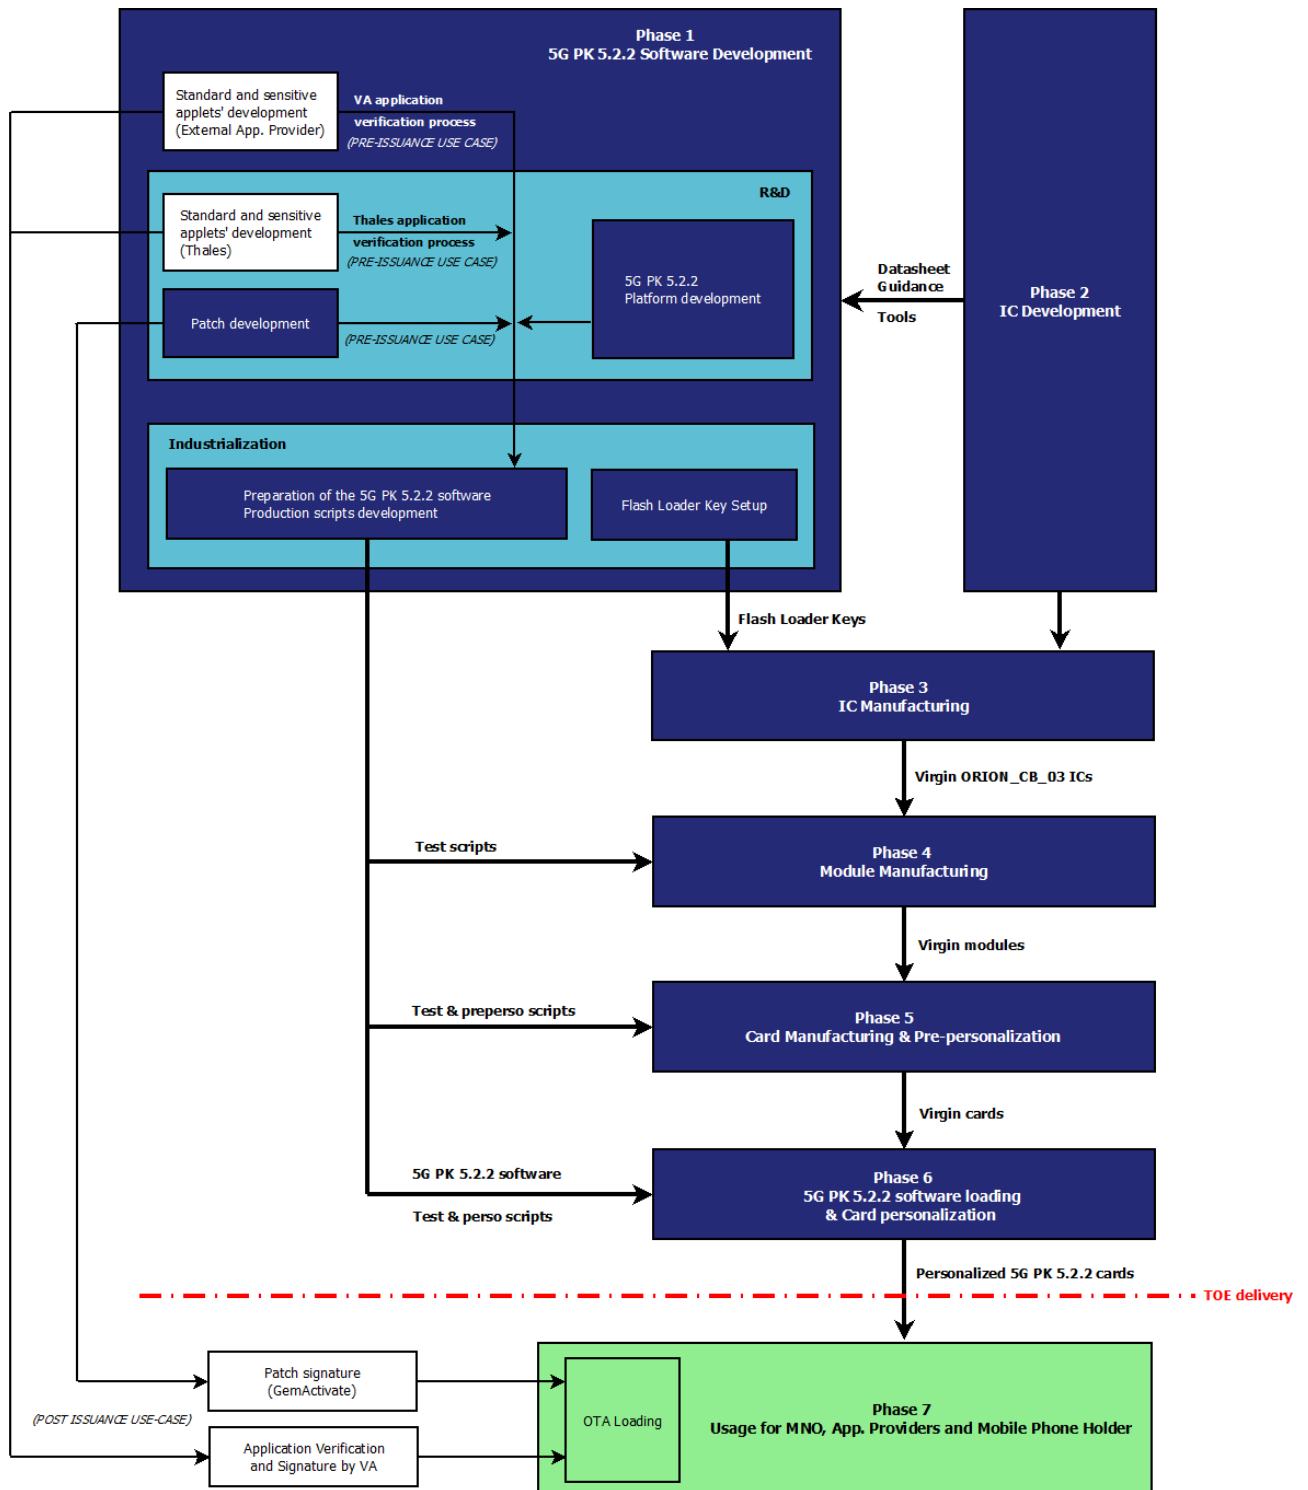 Phase 1
5G PK 5.2.2 Software Development
Standard and sensitive
applets' development
(External App. Provider)
VA application
verification process
(PRE-ISSUANCE USE CASE)
R&D
Standard and sensitive
applets' development
(Thales)
Thales application
verification process
(PRE-ISSUANCE USE CASE)
5G PK 5.2.2
Platform development
Patch development
(PRE-ISSUANCE USE CASE)
Datasheet
Guidance
Tools
Phase 2
IC Development
Industrialization
Preparation of the 5G PK 5.2.2 software
Production scripts development
Flash Loader Key Setup
Flash Loader Keys
Phase 3
IC Manufacturing
Virgin ORION_CB_03 ICs
Test scripts
Phase 4
Module Manufacturing
Virgin modules
Test & preperso scripts
Phase 5
Card Manufacturing & Pre-personalization
Virgin cards
5G PK 5.2.2 software
Test & perso scripts
Phase 6
5G PK 5.2.2 software loading
& Card personalization
Personalized 5G PK 5.2.2 cards
TOE delivery
Patch signature
(GemActivate)
(POST ISSUANCE USE-CASE)
Application Verification
and Signature by VA
OTA Loading
Phase 7
Usage for MNO, App. Providers and Mobile Phone Holder